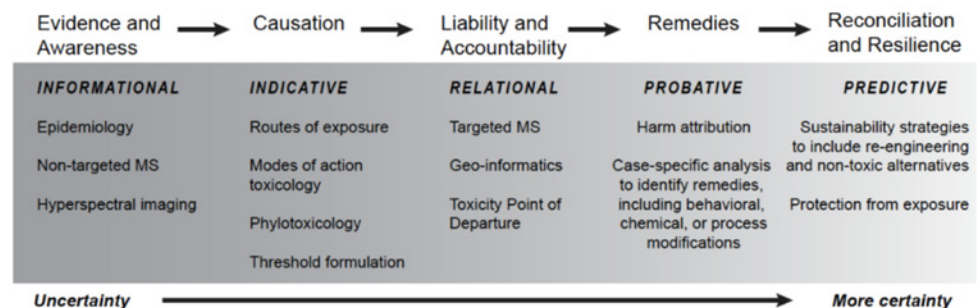 Evidence and
Awareness
Causation
Liability and
Accountability
Remedies
Reconciliation
and Resilience
INFORMATIONAL
Epidemiology
Non-targeted MS
Hyperspectral imaging
INDICATIVE
Routes of exposure
Modes of action
toxicology
Phylotoxicology
Threshold formulation
RELATIONAL
Targeted MS
Geo-informatics
Toxicity Point of
Departure
PROBATIVE
Harm attribution
Case-specific analysis
to identify remedies,
including behavioral,
chemical, or process
modifications
PREDICTIVE
Sustainability strategies
to include re-engineering
and non-toxic alternatives
Protection from exposure
Uncertainty
More certainty